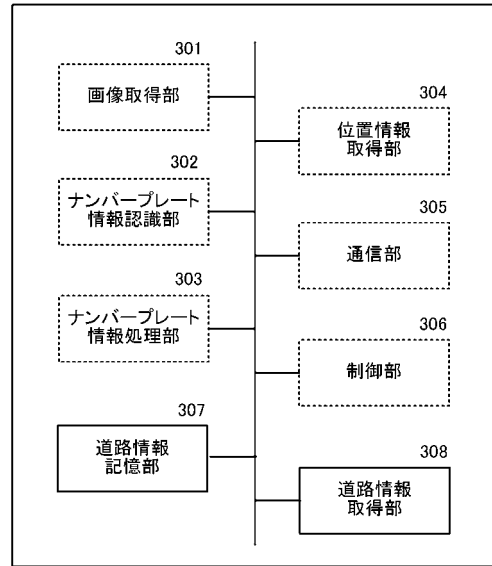 301
画像取得部
304
位置情報
取得部
302
ナンバープレート
情報認識部
305
通信部
303
ナンバープレート
情報処理部
306
制御部
307
道路情報
記憶部
308
道路情報
取得部